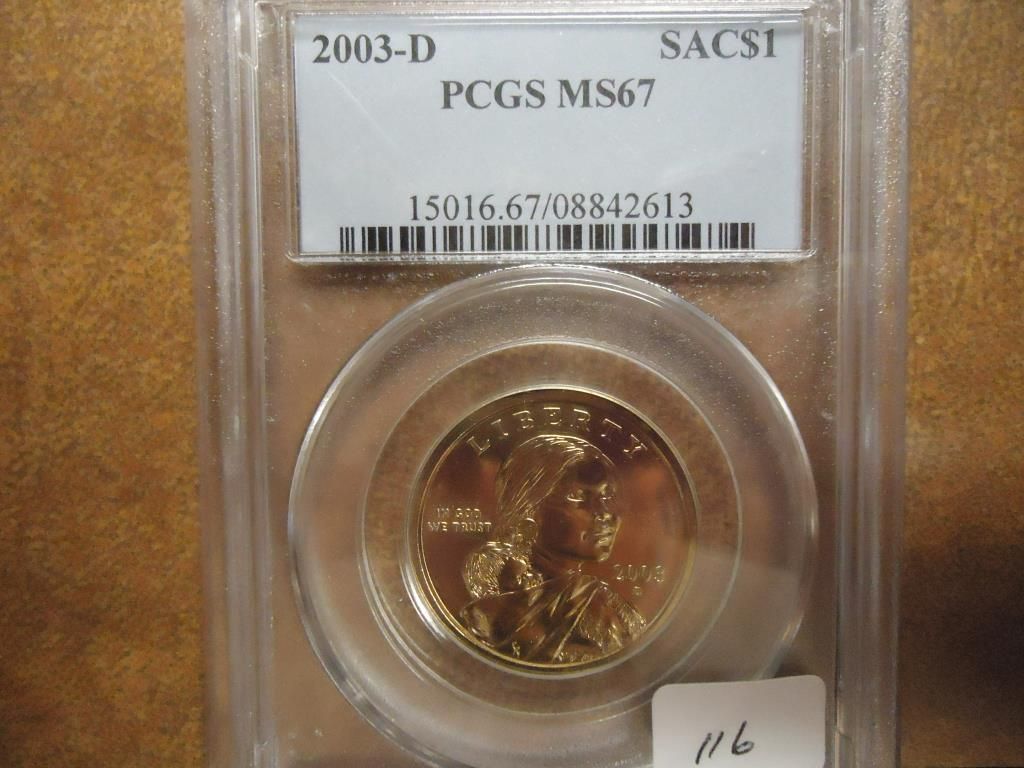 2003-D SAC$1
PCGS MS67
15016.67/08842613
LIBERTY
IN GOD
WE TRUST
2003
D
116